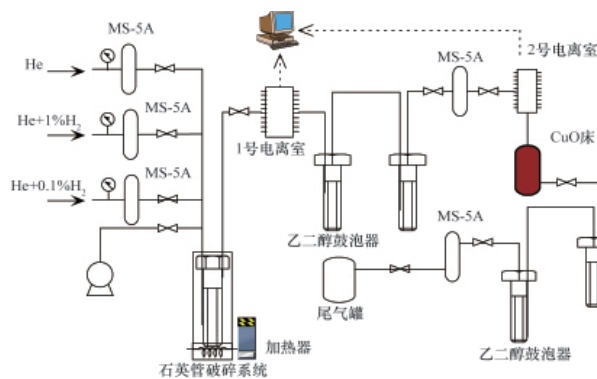 MS-5A
He
MS-5A
He+1%H2
MS-5A
He+0.1%H2
石英管破碎系统
加热器
1号电离室
乙二醇鼓泡器
MS-5A
2号电离室
CuO床
MS-5A
尾气罐
乙二醇鼓泡器